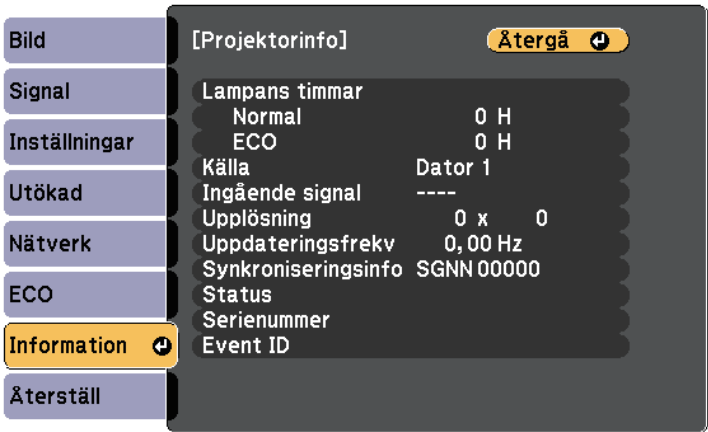 Bild
Signal
Inställningar
Utökad
Nätverk
ECO
Information
Återställ
[Projektorinfo]
Återgå
Lampans timmar
Normal 0 H
ECO 0 H
Källa Dator 1
Ingående signal ----
Upplösning 0 x 0
Uppdateringsfrekv 0,00 Hz
Synkroniseringsinfo SGNN 00000
Status
Serienummer
Event ID